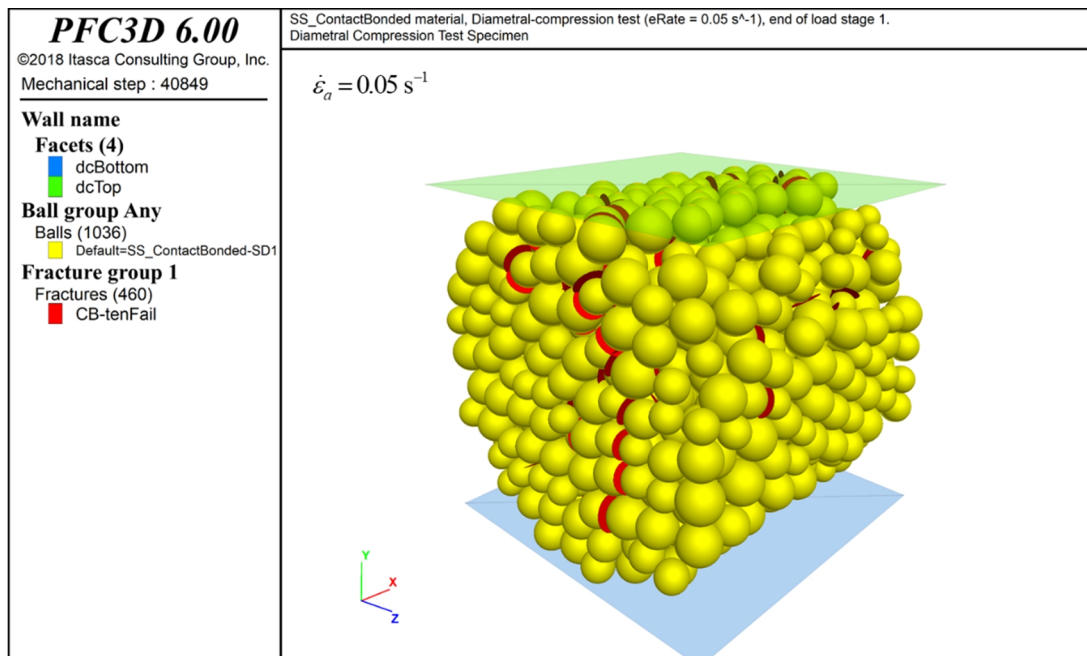 PFC3D 6.00
©2018 Itasca Consulting Group, Inc.
Mechanical step : 40849
Wall name
Facets (4)
dcBottom
dcTop
Ball group Any
Balls (1036)
Default=SS_ContactBonded-SD1
Fracture group 1
Fractures (460)
CB-tenFail
SS_ContactBonded material, Diametral-compression test (eRate = 0.05 s^-1), end of load stage 1.
Diametral Compression Test Specimen
ε̇ₐ = 0.05 s⁻¹
Y
X
Z